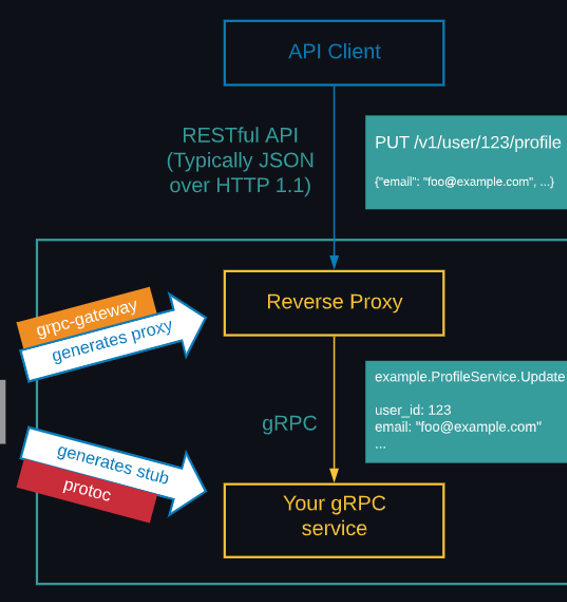 API Client
RESTful API
(Typically JSON
over HTTP 1.1)
PUT /v1/user/123/profile
{"email": "foo@example.com", ...}
grpc-gateway
generates proxy
Reverse Proxy
example.ProfileService.Update
user_id: 123
email: "foo@example.com"
...
gRPC
generates stub
protoc
Your gRPC
service